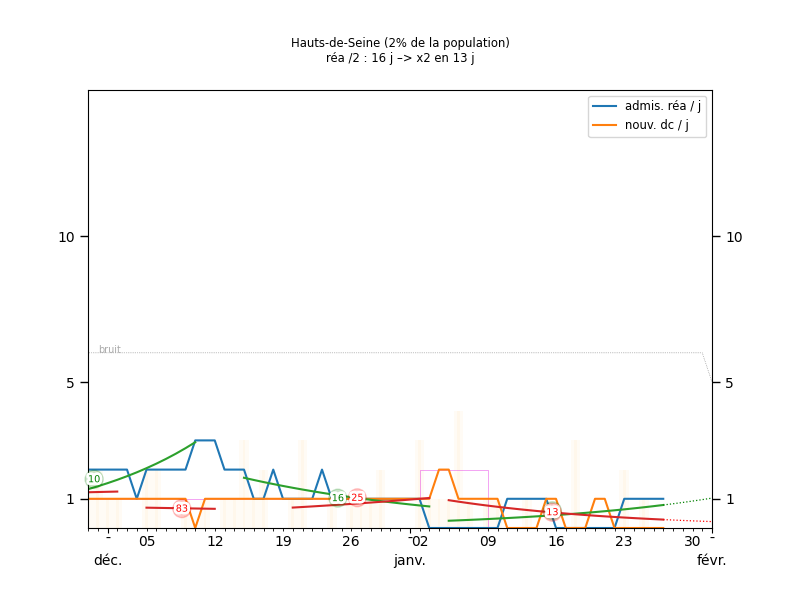 Hauts-de-Seine (2% de la population)
réa /2 : 16 j –> x2 en 13 j
admis. réa / j
nouv. dc / j
10 10
bruit
5 5
10 16 25
83 13
1 1
- 05 12 19 26 -02 09 16 23 30 -
déc. janv. févr.